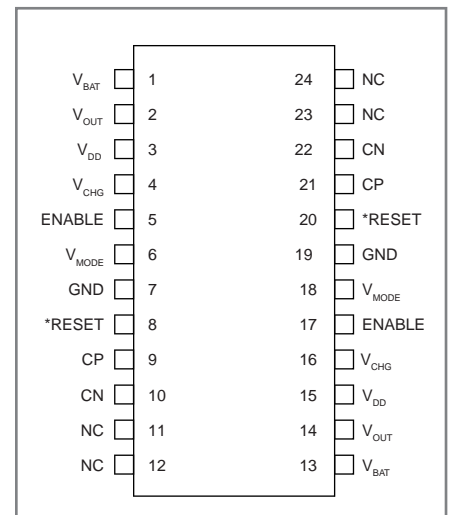 V_BAT 1 24 NC
V_OUT 2 23 NC
V_DD 3 22 CN
V_CHG 4 21 CP
ENABLE 5 20 *RESET
V_MODE 6 19 GND
GND 7 18 V_MODE
*RESET 8 17 ENABLE
CP 9 16 V_CHG
CN 10 15 V_DD
NC 11 14 V_OUT
NC 12 13 V_BAT